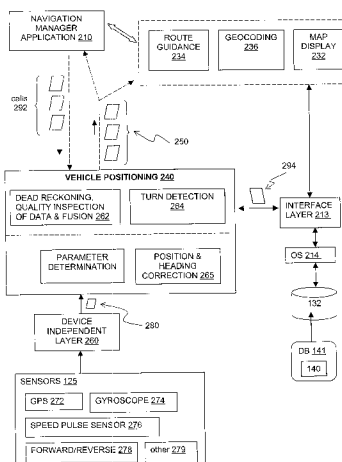 NAVIGATION
MANAGER
APPLICATION 210
ROUTE
GUIDANCE
234
GEOCODING
236
MAP
DISPLAY
232
calls
292
250
VEHICLE POSITIONING 240
DEAD RECKONING,
QUALITY INSPECTION
OF DATA & FUSION 262
TURN DETECTION
264
294
INTERFACE
LAYER 213
PARAMETER
DETERMINATION
POSITION &
HEADING
CORRECTION 265
OS 214
132
DEVICE
INDEPENDENT
LAYER 260
280
DB 141
140
SENSORS 125
GPS 272
GYROSCOPE 274
SPEED PULSE SENSOR 276
FORWARD/REVERSE 278
other 279